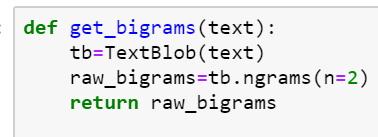 def get_bigrams(text):
    tb=TextBlob(text)
    raw_bigrams=tb.ngrams(n=2)
    return raw_bigrams